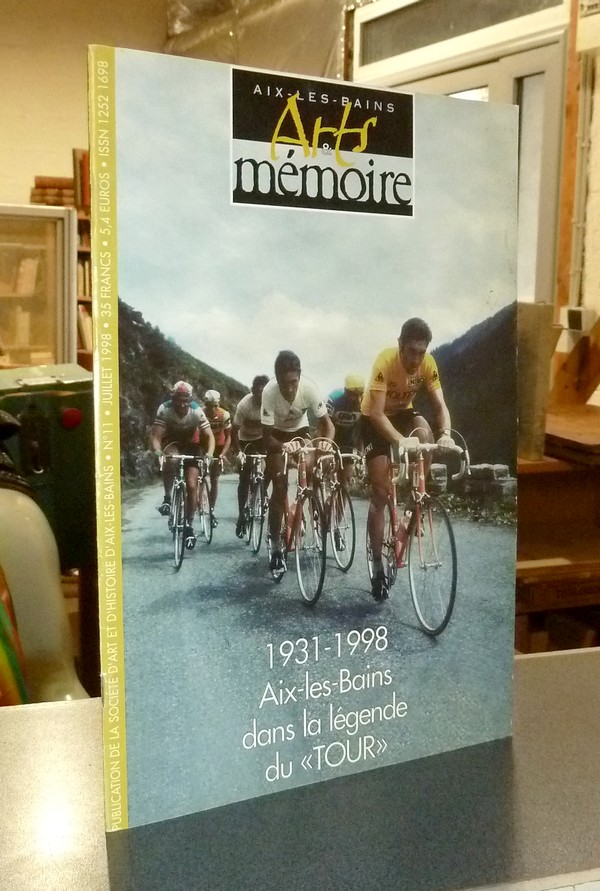 AIX-LES-BAINS
Arts
&
mémoire
1931-1998
Aix-les-Bains
dans la légende
du «TOUR»
PUBLICATION DE LA SOCIÉTÉ D'ART ET D'HISTOIRE D'AIX-LES-BAINS • N°11 • JUILLET 1998 • 35 FRANCS • 5,4 EUROS • ISSN 1252 1698